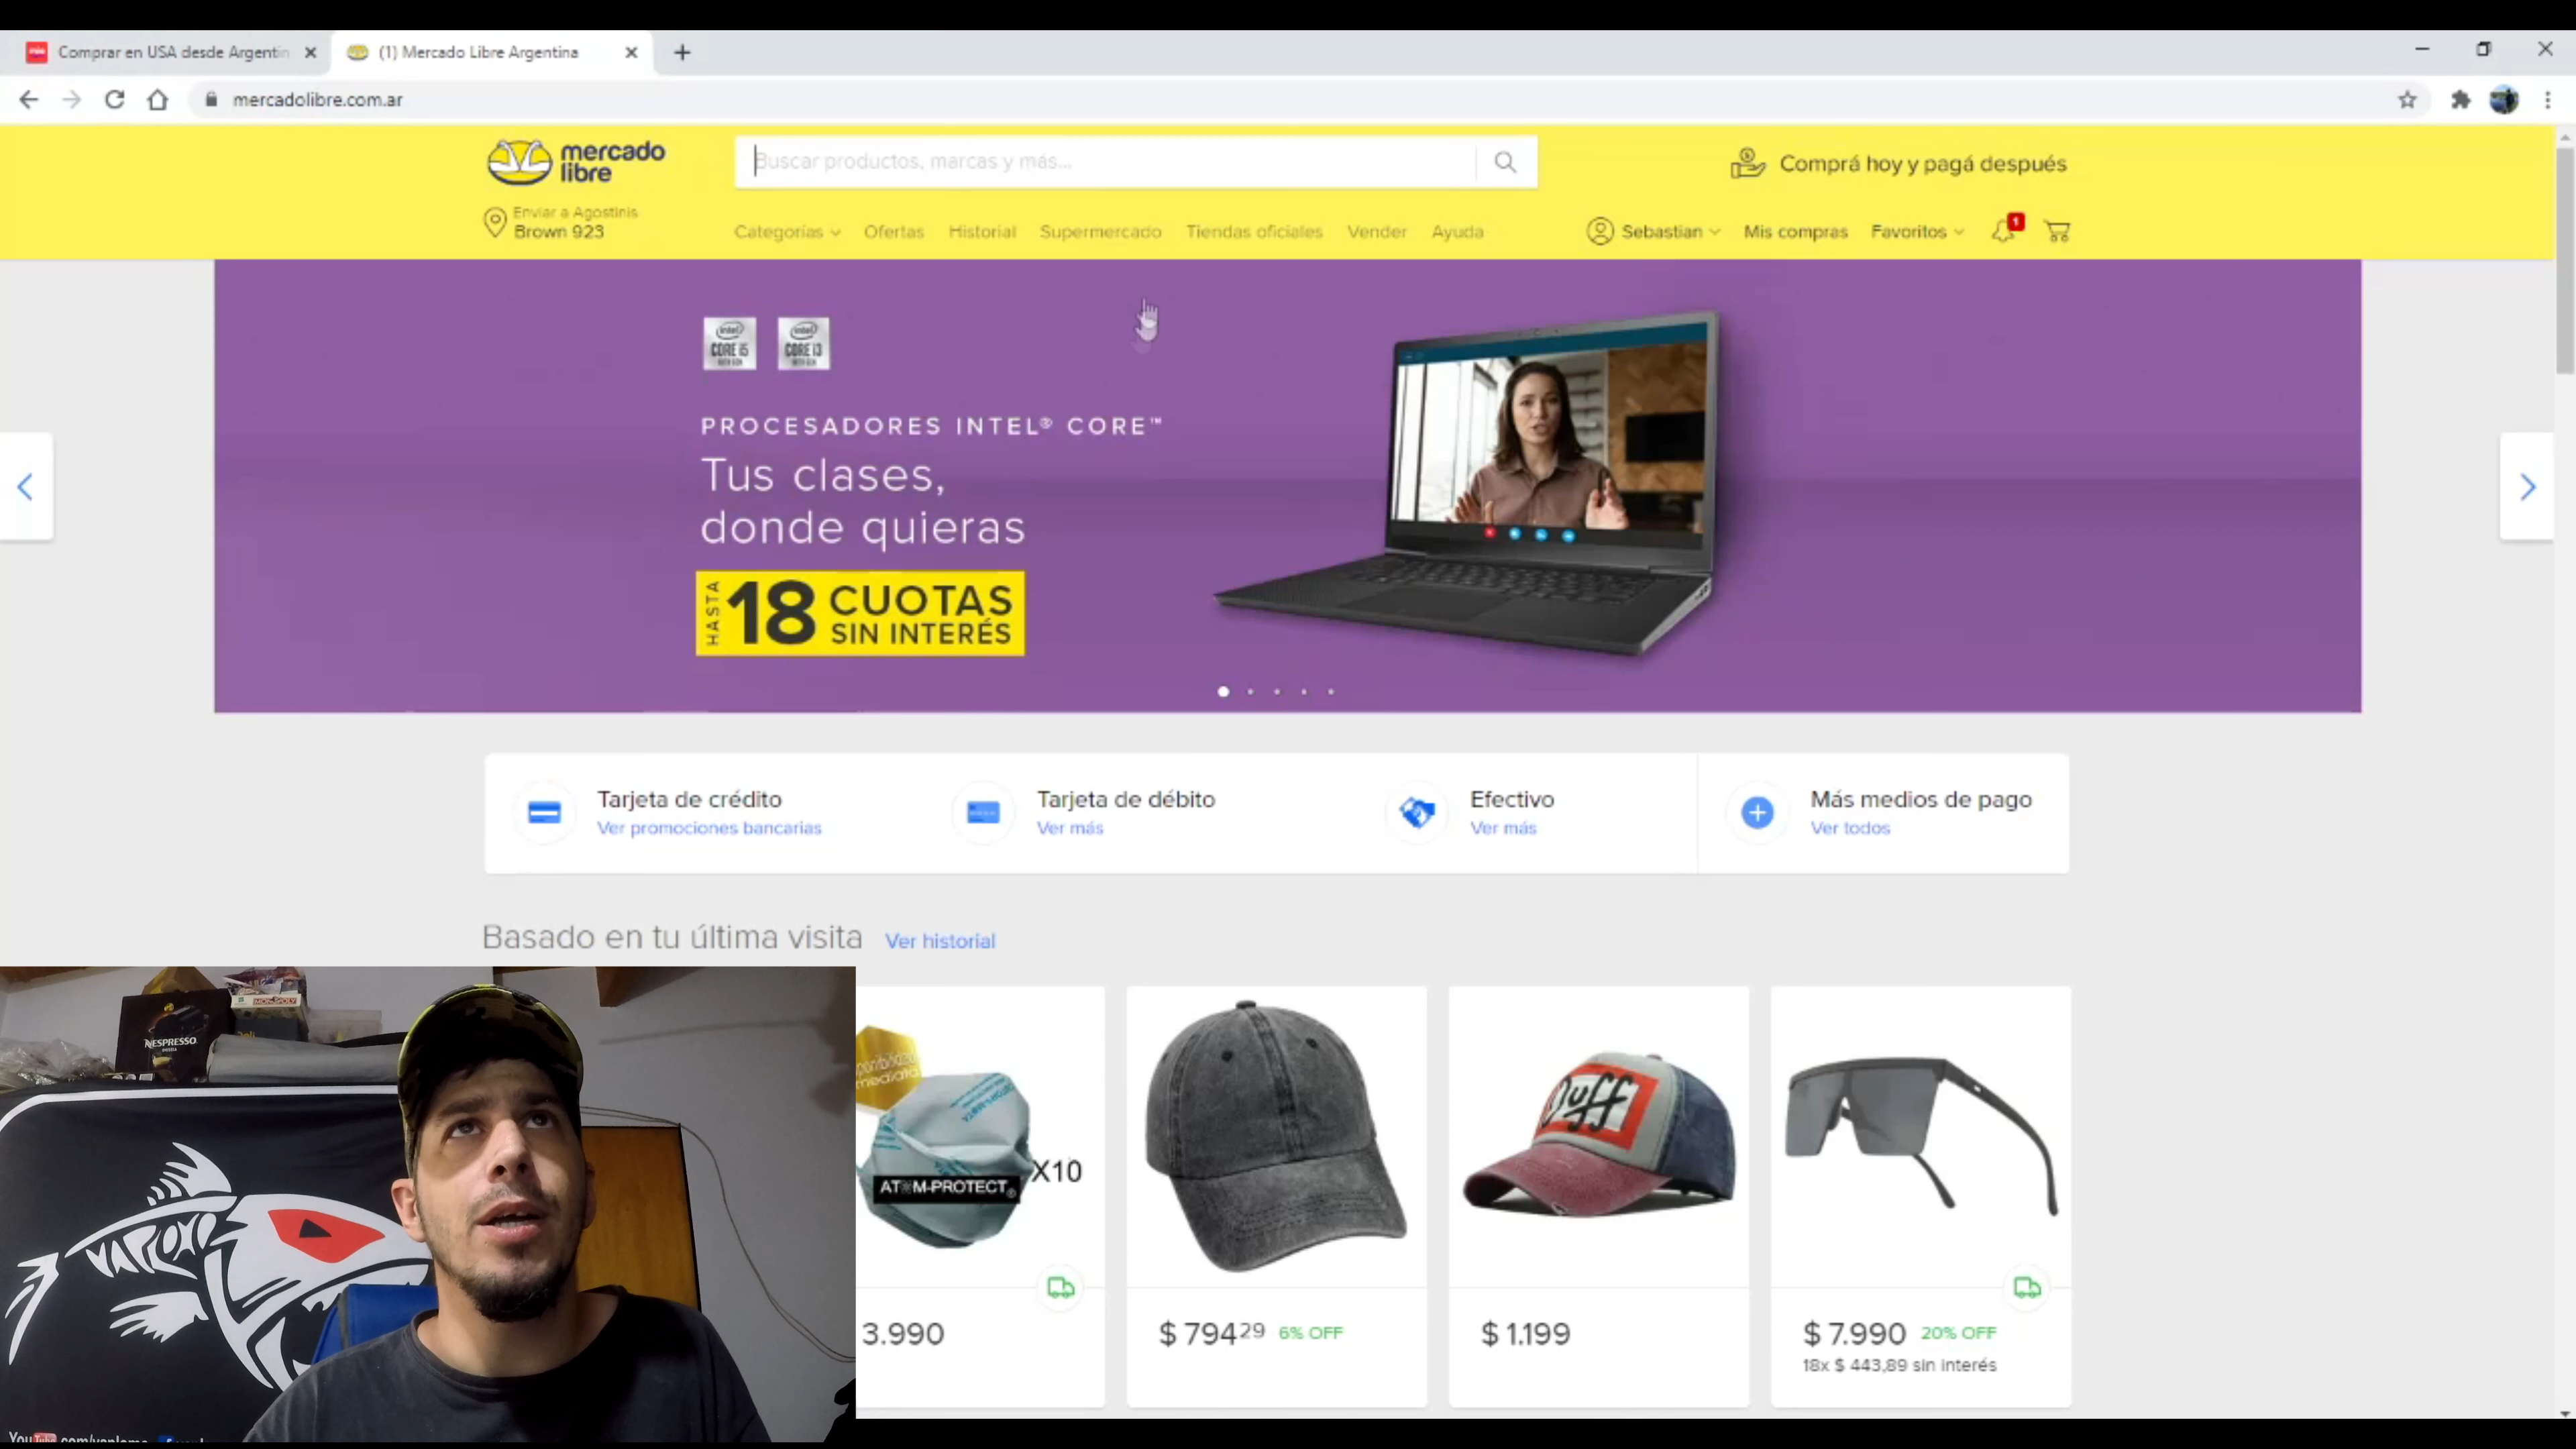 Comprar en USA desde Argentin
(1) Mercado Libre Argentina
mercadolibre.com.ar
mercado
libre
Buscar productos, marcas y más...
Comprá hoy y pagá después
Enviar a Agostinis
Brown 923
Categorías Ofertas Historial Supermercado Tiendas oficiales Vender Ayuda
Sebastian Mis compras Favoritos 1
intel CORE i5
intel CORE i3
PROCESADORES INTEL® CORE™
Tus clases,
donde quieras
HASTA 18 CUOTAS
SIN INTERÉS
Tarjeta de crédito
Ver promociones bancarias
Tarjeta de débito
Ver más
Efectivo
Ver más
Más medios de pago
Ver todos
Basado en tu última visita Ver historial
MONOPOLY
NESPRESSO
AT M-PROTECT®
X10
Duff
3.990
$ 794 29 6% OFF
$ 1.199
$ 7.990 20% OFF
18x $ 443,89 sin interés
YouTube